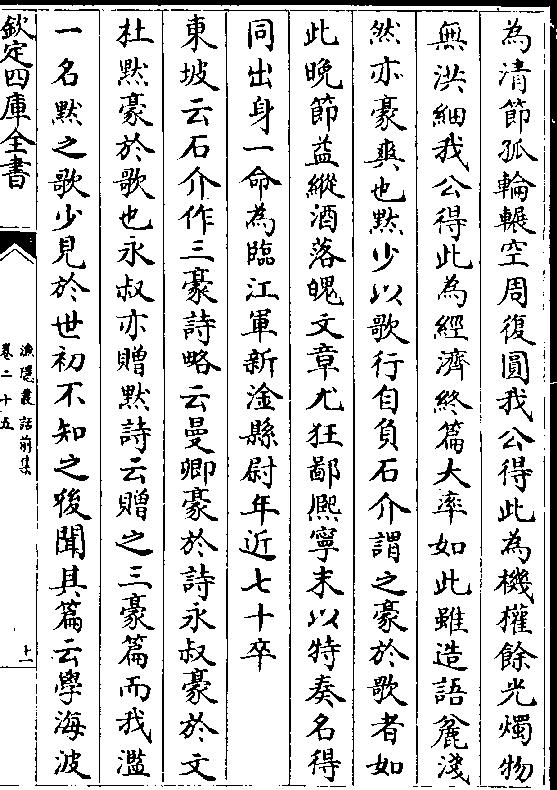 為清節孤輪輾空周復圓我公得此為機權餘光燭物
無洪細我公得此為經濟終篇大率如此雖造語麄淺
然亦豪爽也默少以歌行自負石介謂之豪於歌者如
此晩節益縱酒落魄文章尤狂鄙熈寧末以特奏名得
同出身一命為臨江軍新淦縣尉年近七十卒
東坡云石介作三豪詩略云曼卿豪於詩永叔豪於文
杜默豪於歌也永叔亦贈默詩云贈之三豪篇而我濫
一名默之歌少見於世初不知之後聞其篇云學海波
欽定四庫全書
漁隠叢話前集
卷二十五
十一